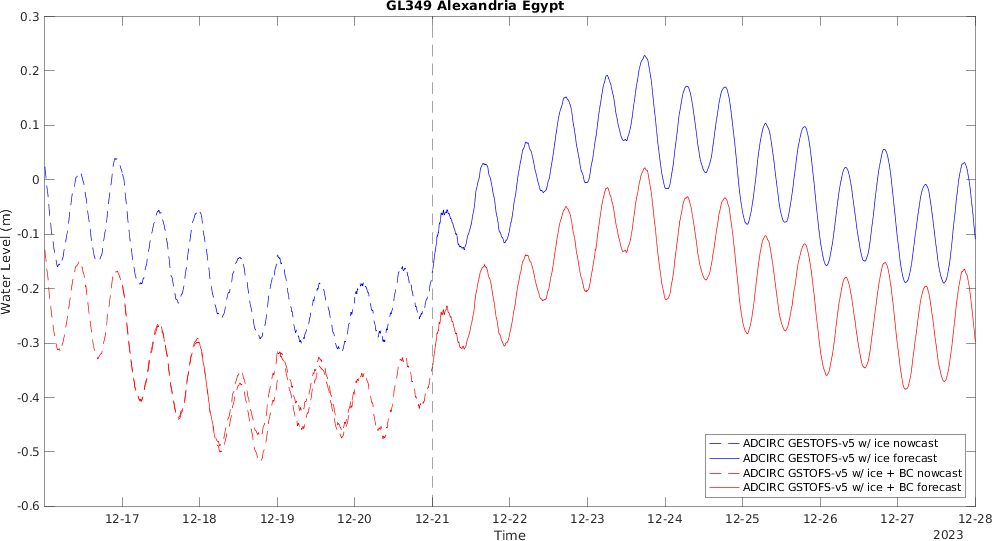 GL349 Alexandria Egypt
0.3
0.2
0.1
0
-0.1
-0.2
-0.3
-0.4
-0.5
-0.6
Water Level (m)
ADCIRC GESTOFS-v5 w/ ice nowcast
ADCIRC GESTOFS-v5 w/ ice forecast
ADCIRC GSTOFS-v5 w/ ice + BC nowcast
ADCIRC GSTOFS-v5 w/ ice + BC forecast
12-17 12-18 12-19 12-20 12-21 12-22 12-23 12-24 12-25 12-26 12-27 12-28
Time
2023